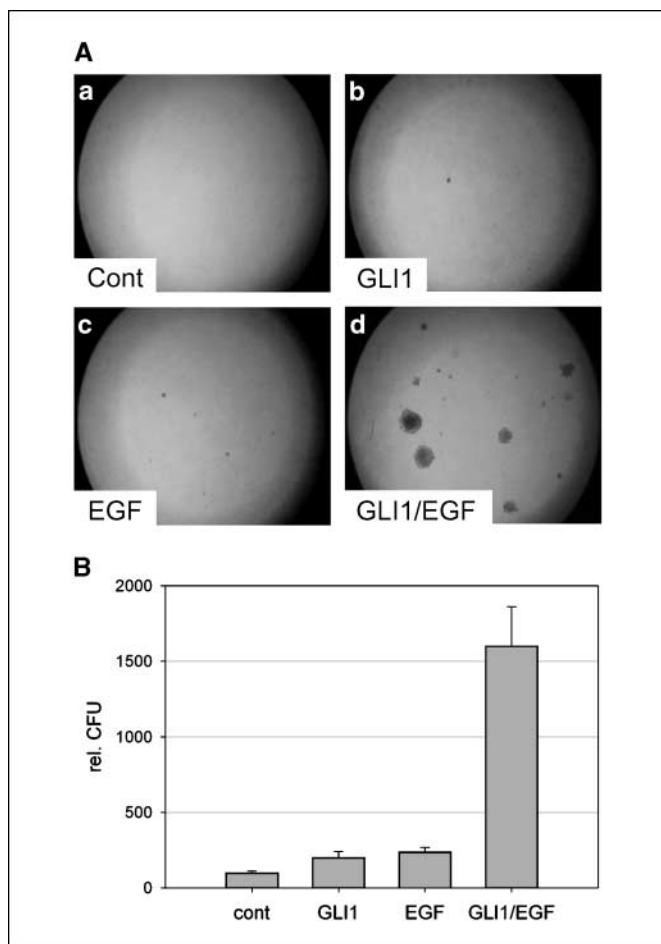 A
a
Cont
b
GLI1
c
EGF
d
GLI1/EGF
B
2000
1500
1000
500
0
rel. CFU
cont GLI1 EGF GLI1/EGF